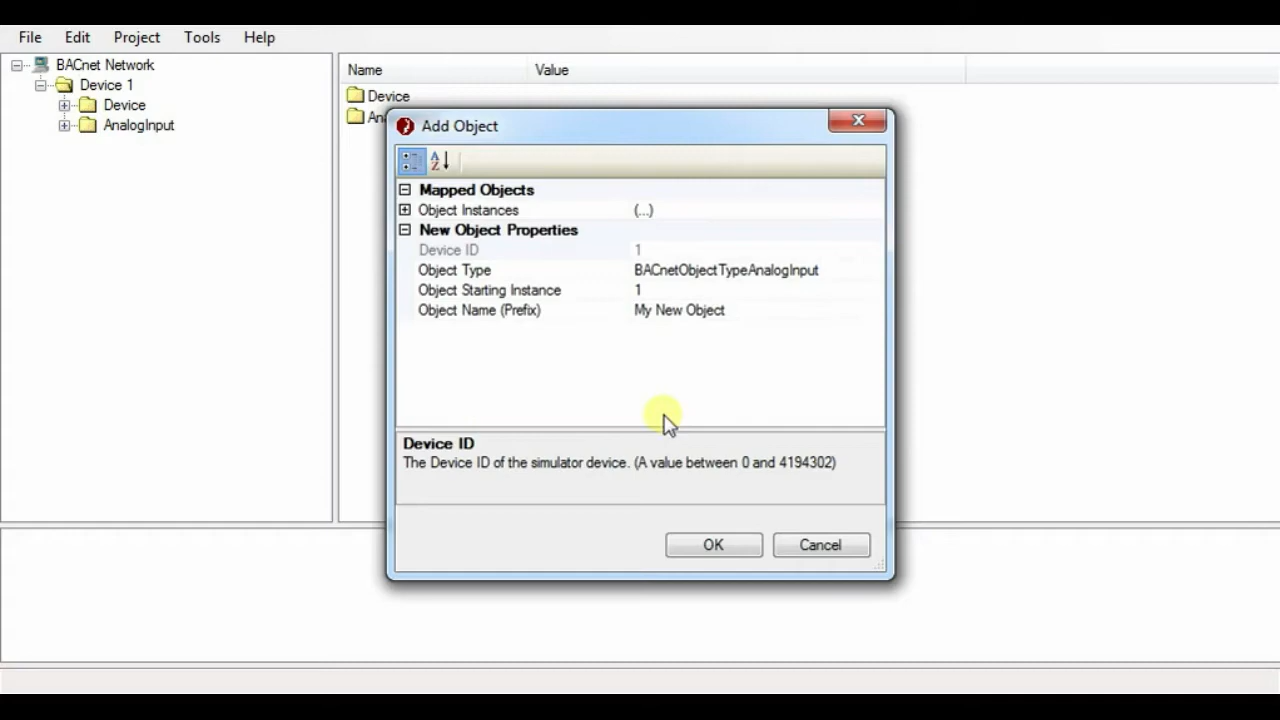 File Edit Project Tools Help
BACnet Network
Device 1
Device
AnalogInput
Name Value
Device
An
Add Object
Mapped Objects
Object Instances (...)
New Object Properties
Device ID 1
Object Type BACnetObjectTypeAnalogInput
Object Starting Instance 1
Object Name (Prefix) My New Object
Device ID
The Device ID of the simulator device. (A value between 0 and 4194302)
OK Cancel